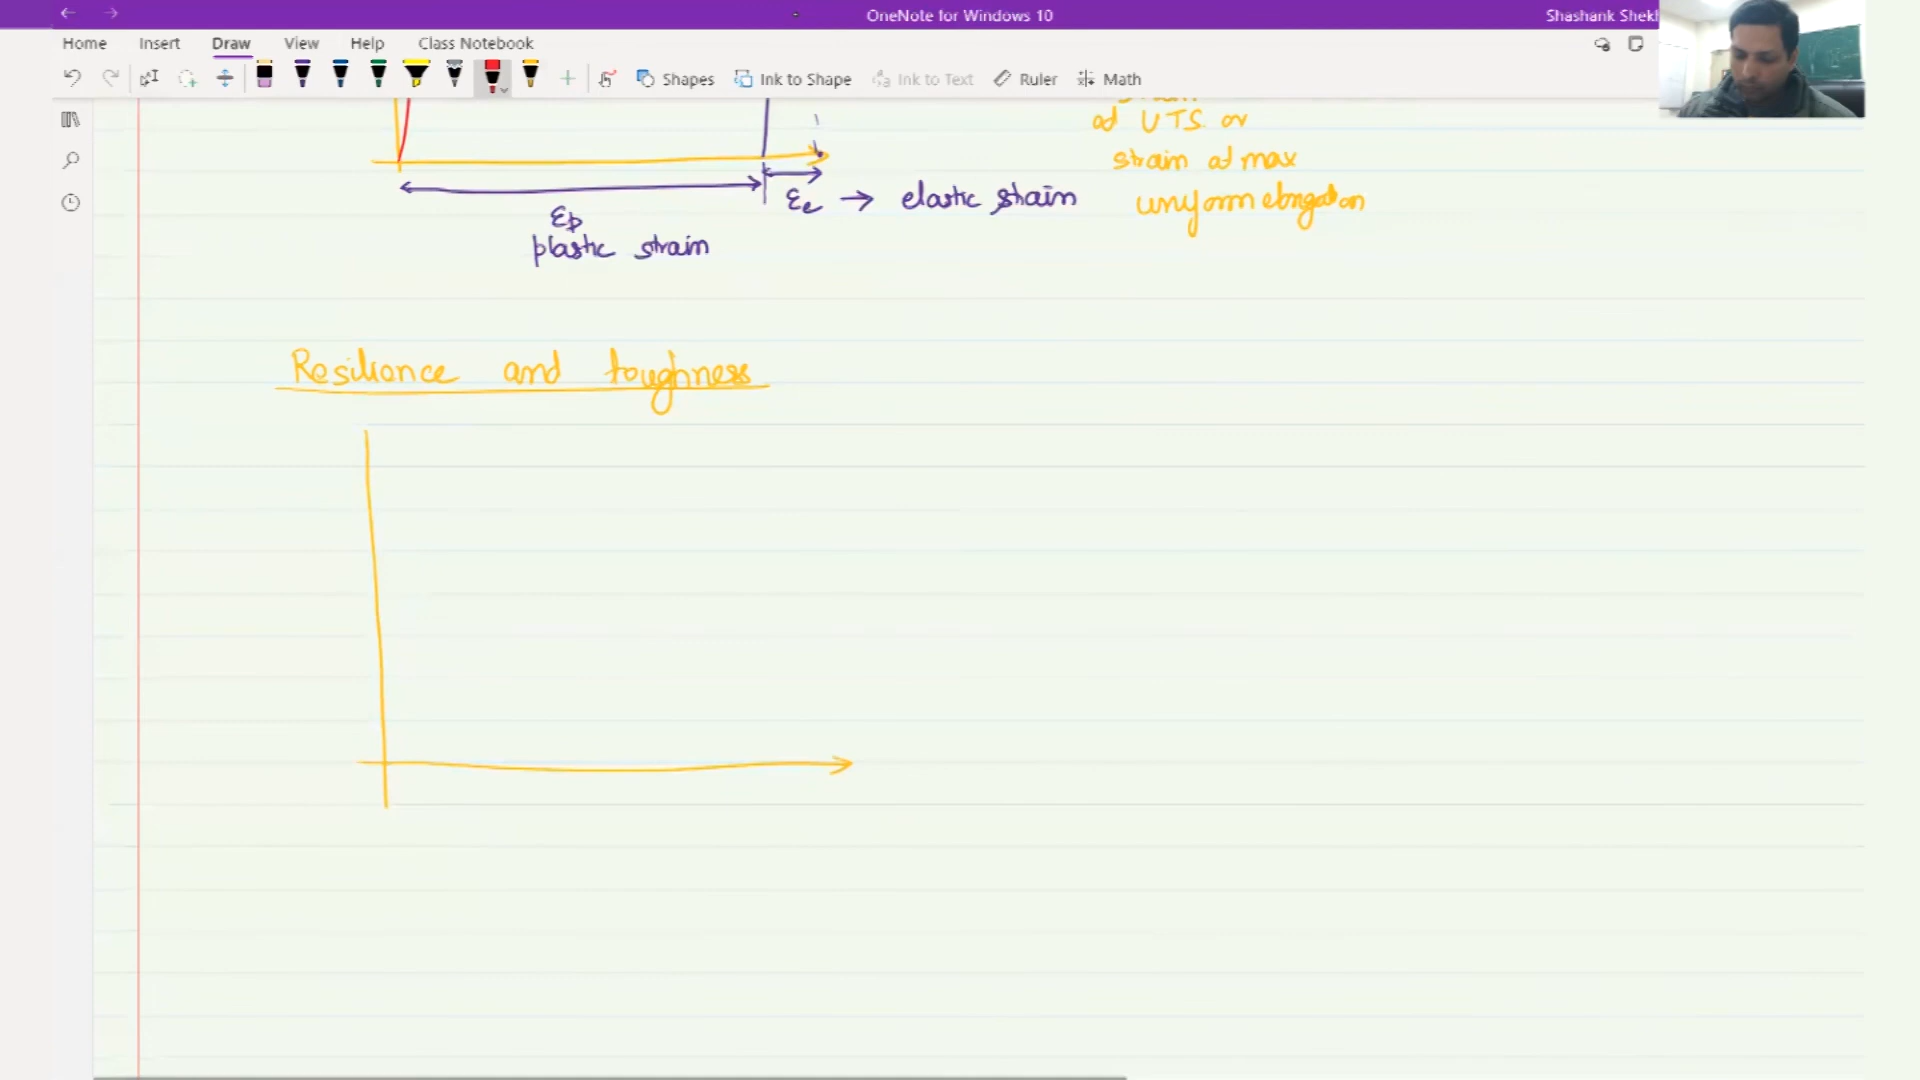 OneNote for Windows 10
Shashank Shekh
Home Insert Draw View Help Class Notebook
Shapes Ink to Shape Ink to Text Ruler Math
at UTS or
strain at max
uniform elongation
εe → elastic strain
εp
plastic strain
Resilience and toughness